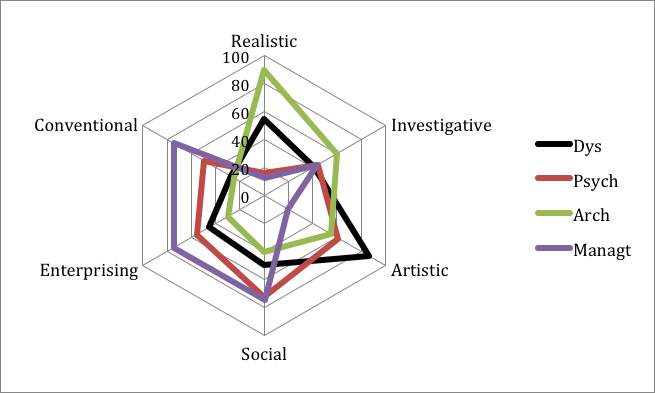 Realistic
100
80
60
40
20
0
Conventional
Investigative
Enterprising
Artistic
Social
Dys
Psych
Arch
Managt